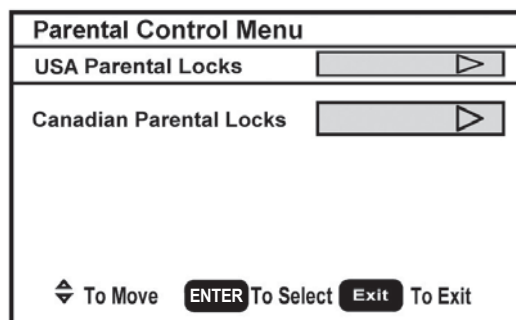 Parental Control Menu
USA Parental Locks
Canadian Parental Locks
To Move ENTER To Select Exit To Exit